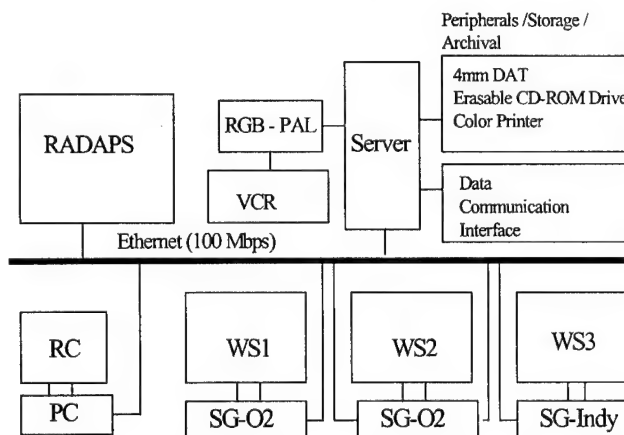 Peripherals /Storage /
Archival
4mm DAT
Erasable CD-ROM Drive
Color Printer
RADAPS
RGB - PAL
Server
VCR
Data
Communication
Interface
Ethernet (100 Mbps)
RC
WS1
WS2
WS3
PC
SG-O2
SG-O2
SG-Indy